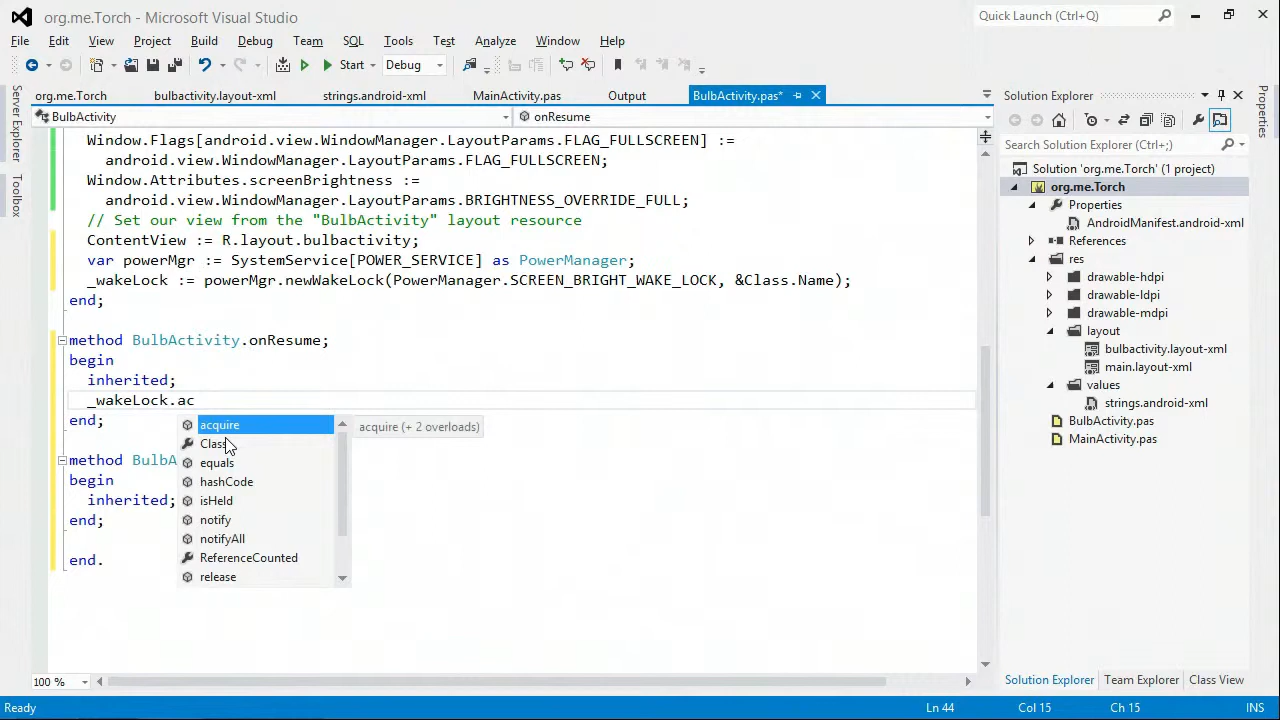 org.me.Torch - Microsoft Visual Studio
Quick Launch (Ctrl+Q)
File Edit View Project Build Debug Team SQL Tools Test Analyze Window Help
Start Debug
org.me.Torch bulbactivity.layout-xml strings.android-xml MainActivity.pas Output BulbActivity.pas*
BulbActivity onResume
Server Explorer
Toolbox
Window.Flags[android.view.WindowManager.LayoutParams.FLAG_FULLSCREEN] :=
android.view.WindowManager.LayoutParams.FLAG_FULLSCREEN;
Window.Attributes.screenBrightness :=
android.view.WindowManager.LayoutParams.BRIGHTNESS_OVERRIDE_FULL;
// Set our view from the "BulbActivity" layout resource
ContentView := R.layout.bulbactivity;
var powerMgr := SystemService[POWER_SERVICE] as PowerManager;
_wakeLock := powerMgr.newWakeLock(PowerManager.SCREEN_BRIGHT_WAKE_LOCK, &Class.Name);
end;
method BulbActivity.onResume;
begin
inherited;
_wakeLock.ac
end;
method BulbA
begin
inherited;
end;
end.
acquire
Class
equals
hashCode
isHeld
notify
notifyAll
ReferenceCounted
release
acquire (+ 2 overloads)
Solution Explorer
Search Solution Explorer (Ctrl+;)
Solution 'org.me.Torch' (1 project)
org.me.Torch
Properties
AndroidManifest.android-xml
References
res
drawable-hdpi
drawable-ldpi
drawable-mdpi
layout
bulbactivity.layout-xml
main.layout-xml
values
strings.android-xml
BulbActivity.pas
MainActivity.pas
Properties
100 %
Solution Explorer Team Explorer Class View
Ready Ln 44 Col 15 Ch 15 INS